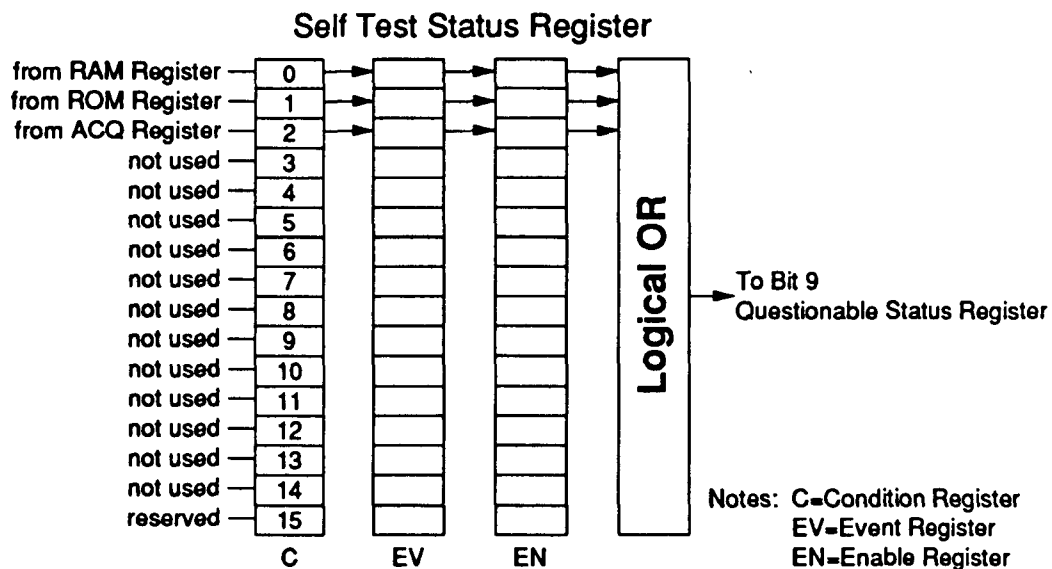 Self Test Status Register
from RAM Register 0
from ROM Register 1
from ACQ Register 2
not used 3
not used 4
not used 5
not used 6
not used 7
not used 8
not used 9
not used 10
not used 11
not used 12
not used 13
not used 14
reserved 15
C EV EN
Logical OR
To Bit 9
Questionable Status Register
Notes: C=Condition Register
EV=Event Register
EN=Enable Register